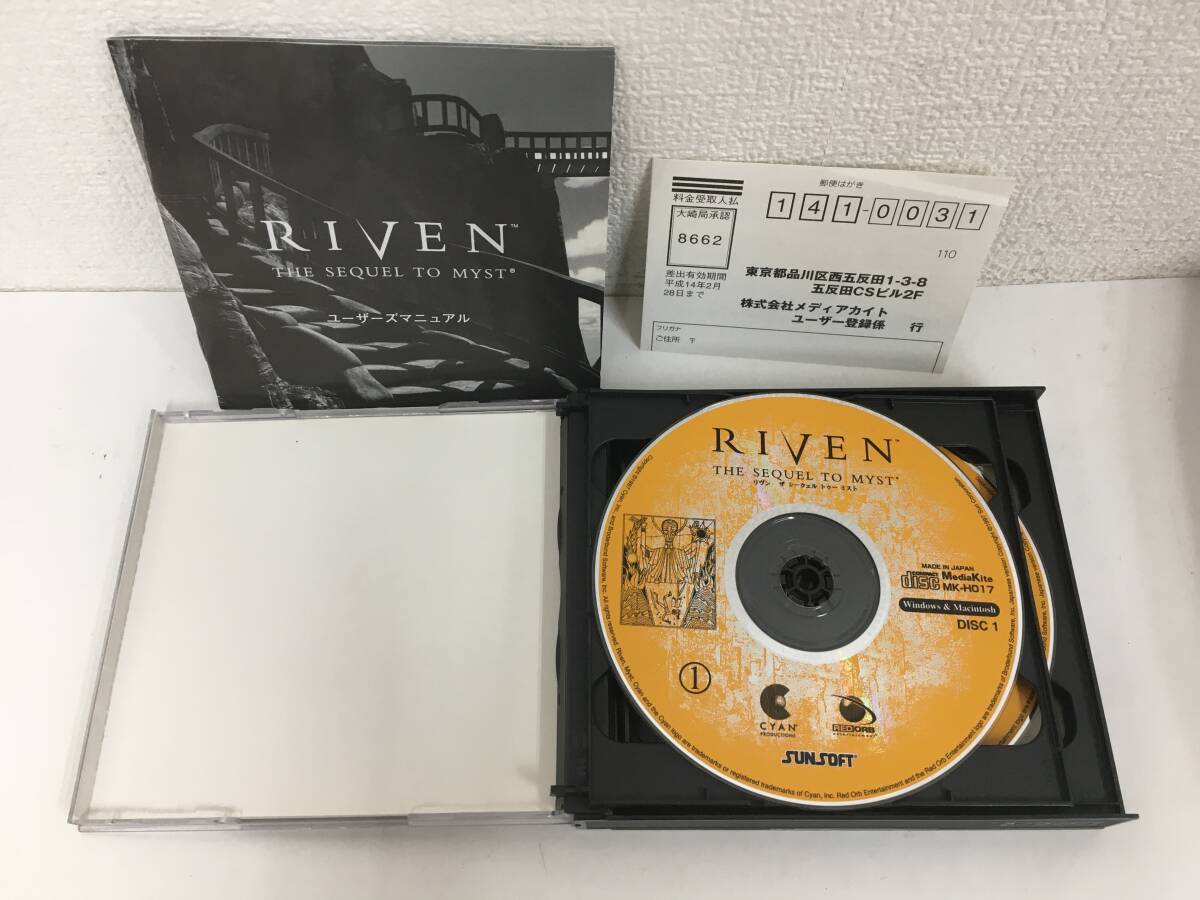 RIVEN™
THE SEQUEL TO MYST®
ユーザーズマニュアル
郵便はがき
料金受取人払
141-0031
大崎局承認
8662
110
差出有効期間
平成14年2月
28日まで
東京都品川区西五反田1-3-8
五反田CSビル2F
株式会社メディアカイト
ユーザー登録係 行
フリガナ
ご住所 〒
RIVEN™
THE SEQUEL TO MYST®
リヴン ザ シークェル トゥー ミスト
MADE IN JAPAN
COMPACT
disc
MediaKite
MK-H017
Windows & Macintosh
DISC 1
①
CYAN
PRODUCTIONS
REDORB
entertainment
SUNSOFT